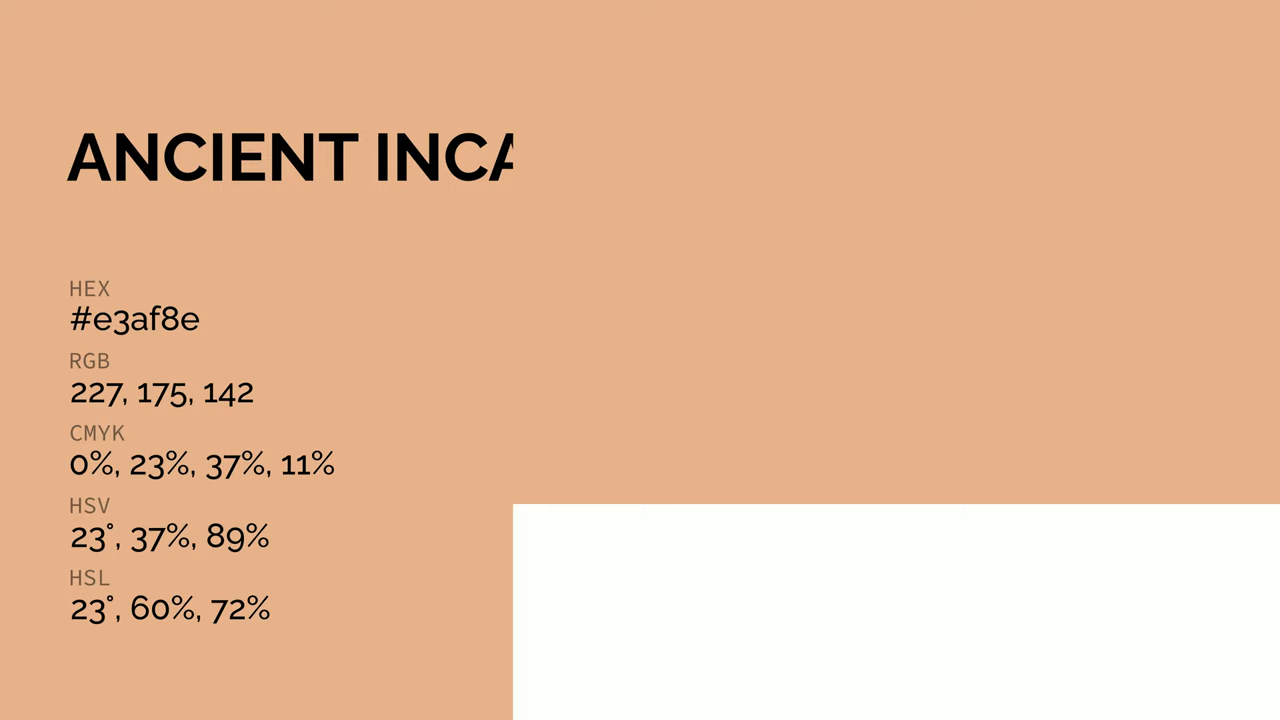 ANCIENT INCA
HEX
#e3af8e
RGB
227, 175, 142
CMYK
0%, 23%, 37%, 11%
HSV
23°, 37%, 89%
HSL
23°, 60%, 72%